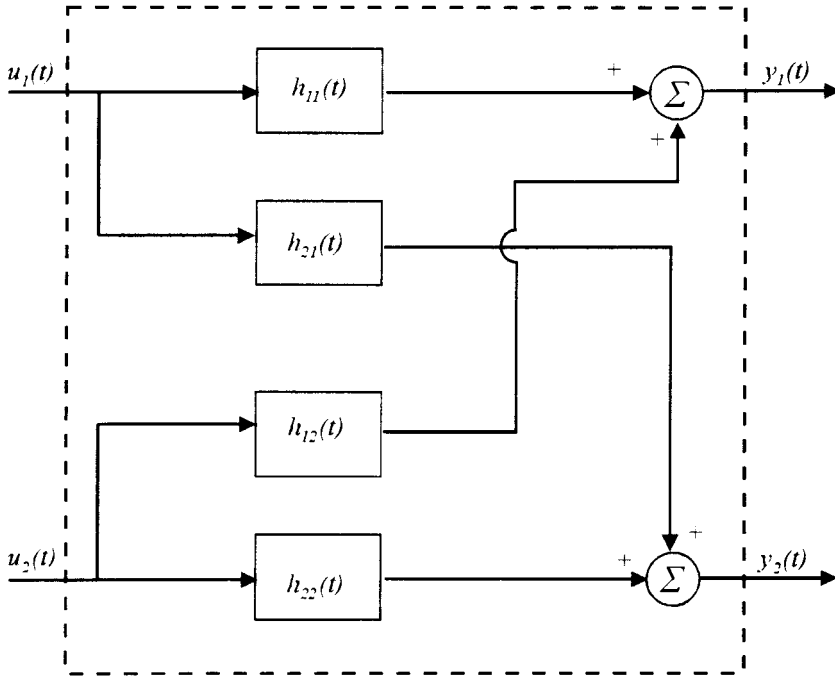 u₁(t)
h₁₁(t)
+
Σ
y₁(t)
+
h₂₁(t)
h₁₂(t)
+
u₂(t)
h₂₂(t)
+
Σ
y₂(t)